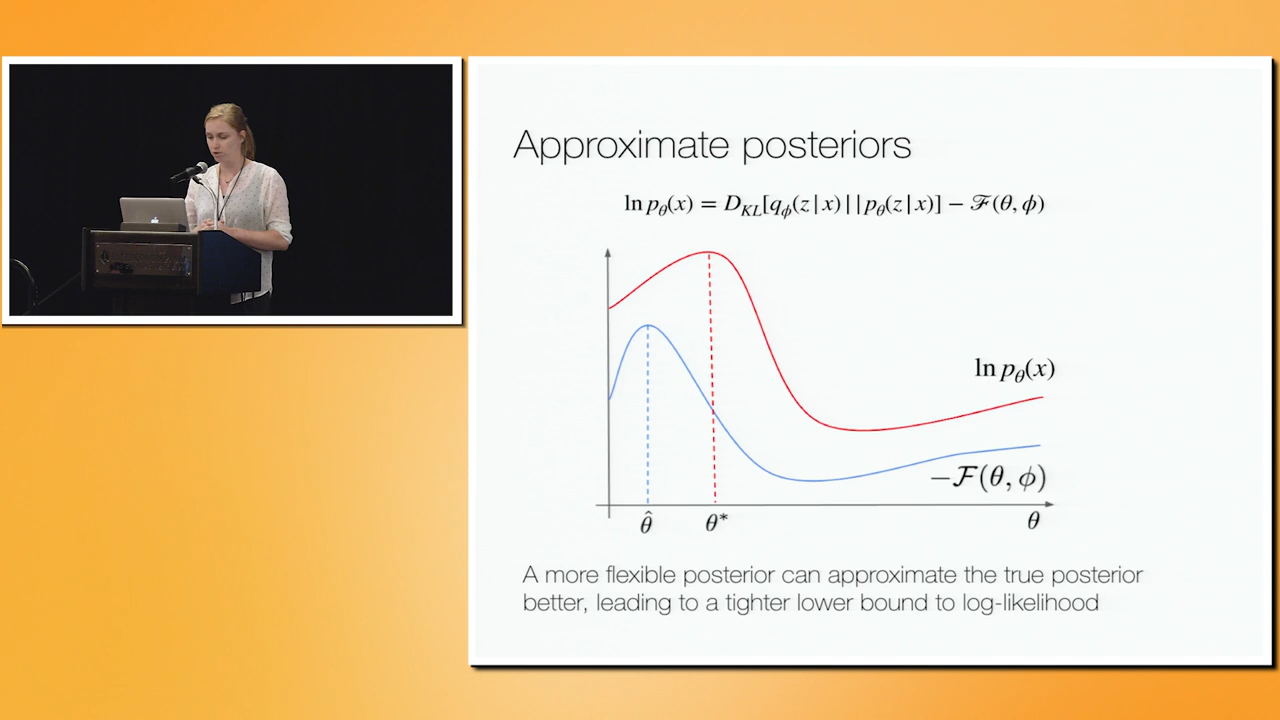 Approximate posteriors
ln pθ(x) = D_KL[qϕ(z|x)||pθ(z|x)] − ℱ(θ, ϕ)
ln pθ(x)
−ℱ(θ, ϕ)
θ̂ θ* θ
A more flexible posterior can approximate the true posterior
better, leading to a tighter lower bound to log-likelihood